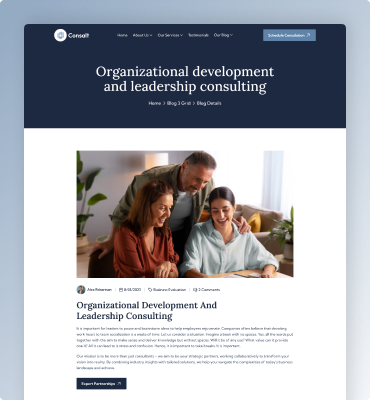 Consalt
Home
About Us
Our Services
Testimonials
Our Blog
Schedule Consultation
Organizational development
and leadership consulting
Home > Blog 3 Grid > Blog Details
Alex Robertson
8/05/2023
Business Evaluation
2 Comments
Organizational Development And
Leadership Consulting
It is important for leaders to pause and brainstorm ideas to help employees rejuvenate. Companies often believe that devoting
work hours to team socialization is a waste of time. Let us consider a situation. Imagine a team with no spaces. You, all the words put
together with the aim to make sense and deliver knowledge but without spaces. Will it be of any use? What value can it provide
now of? All it can lead to is stress and confusion. Hence, it is important to take breaks. It is important.
Our mission is to be more than just consultants – we aim to be your strategic partners, working collaboratively to transform your
vision into reality. By combining industry insights with tailored solutions, we help you navigate the complexities of today's business
landscape and achieve.
Expert Partnerships